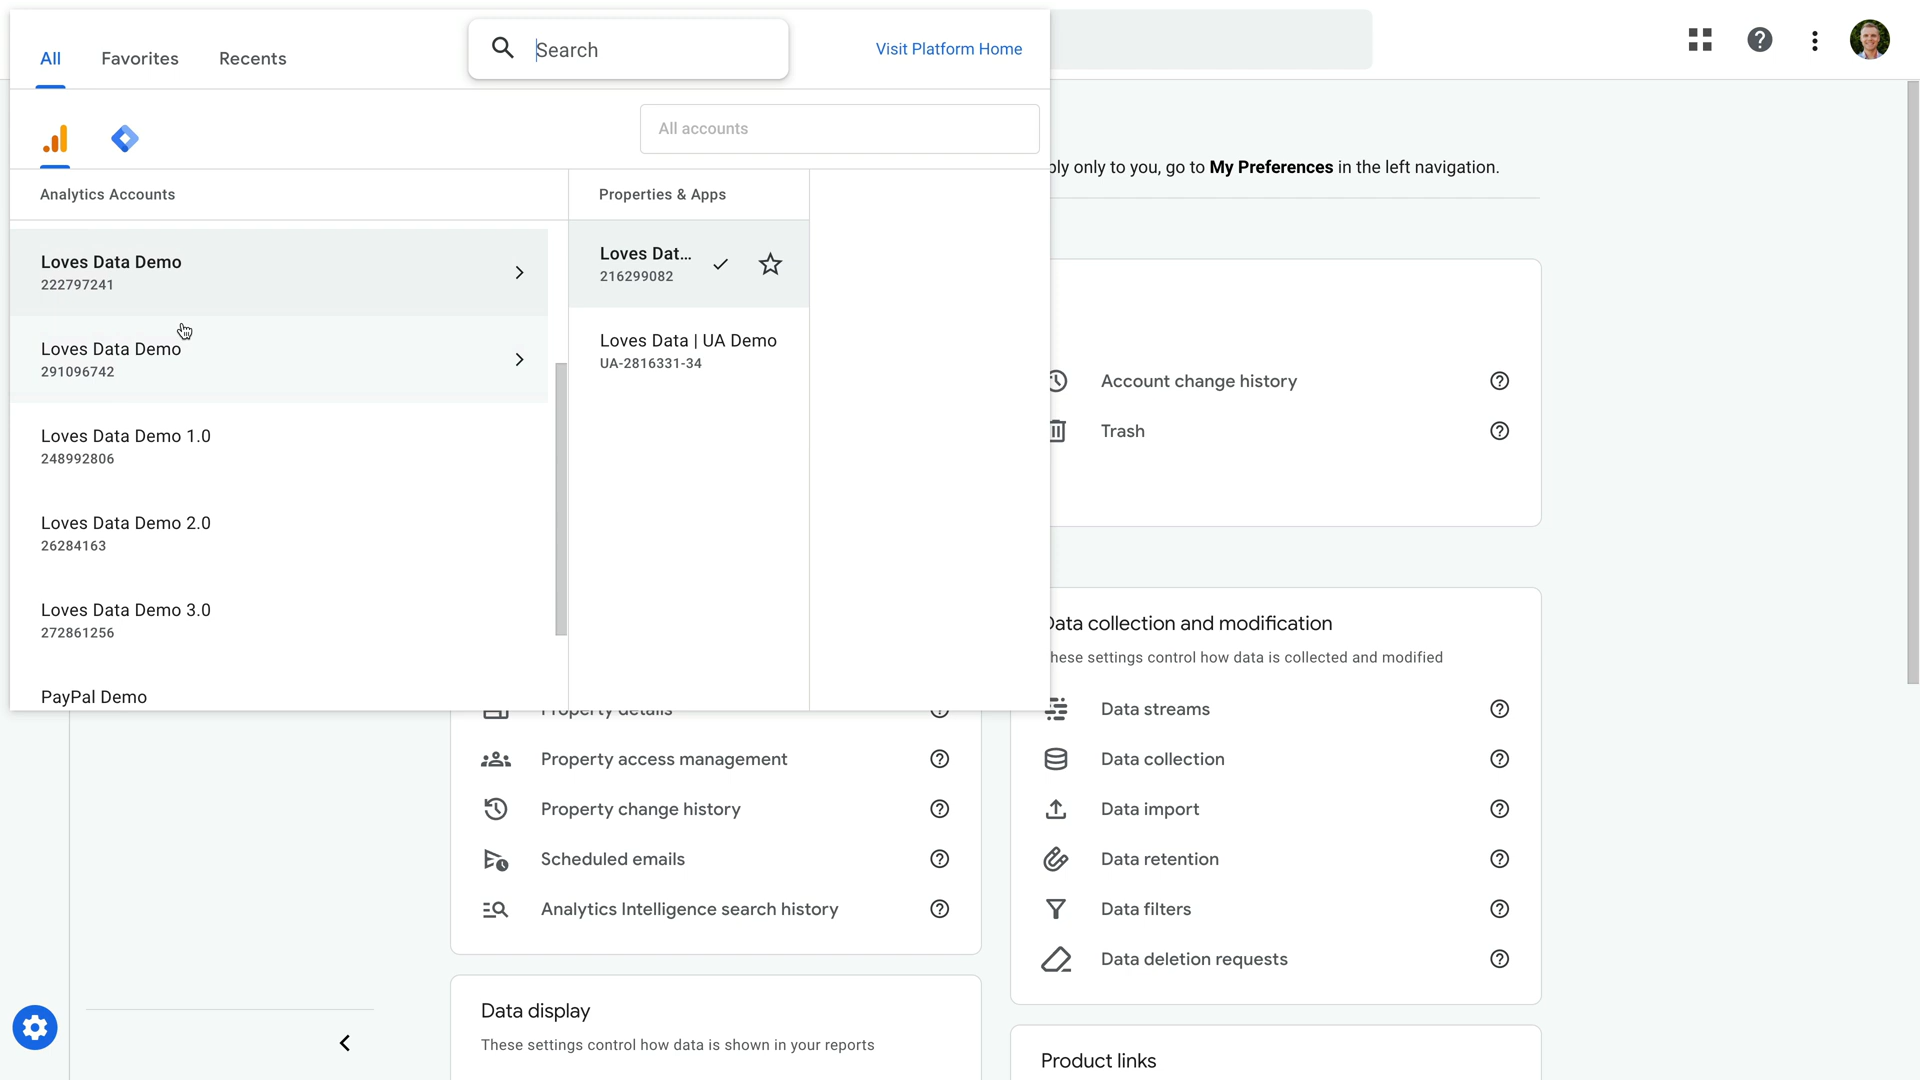 All
Favorites
Recents
Search
Visit Platform Home
All accounts
Analytics Accounts
Properties & Apps
Loves Data Demo
222797241
Loves Data Demo
291096742
Loves Data Demo 1.0
248992806
Loves Data Demo 2.0
26284163
Loves Data Demo 3.0
272861256
PayPal Demo
Loves Dat...
216299082
Loves Data | UA Demo
UA-2816331-34
only to you, go to My Preferences in the left navigation.
Account change history
Trash
Property details
Property access management
Property change history
Scheduled emails
Analytics Intelligence search history
Data display
These settings control how data is shown in your reports
Data collection and modification
These settings control how data is collected and modified
Data streams
Data collection
Data import
Data retention
Data filters
Data deletion requests
Product links